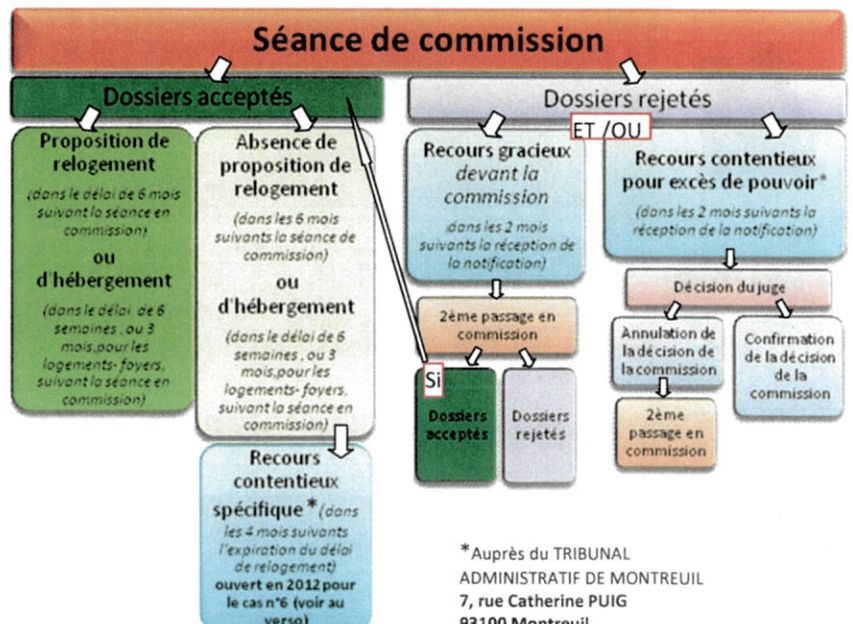 Séance de commission
Dossiers acceptés
Proposition de
relogement
(dans le délai de 6 mois
suivant la séance en
commission)
ou
d'hébergement
(dans le délai de 6
semaines, ou 3
mois,pour les
logements- foyers,
suivant la séance en
commission)
Absence de
proposition de
relogement
(dans les 6 mois
suivants la séance de
commission)
ou
d'hébergement
(dans le délai de 6
semaines , ou 3
mois,pour les
logements- foyers,
suivant la séance en
commission)
Recours
contentieux
spécifique *(dans
les 4 mois suivants
l'expiration du délai
de relogement)
ouvert en 2012 pour
le cas n°6 (voir au
verso)
Dossiers rejetés
ET /OU
Recours gracieux
devant la
commission
(dans les 2 mois
suivants la réception de
la notification)
2ème passage en
commission
Si
Dossiers
acceptés
Dossiers
rejetés
Recours contentieux
pour excès de pouvoir*
(dans les 2 mois suivants la
réception de la notification)
Décision du juge
Annulation de
la décision de
la commission
2ème
passage en
commission
Confirmation
de la décision
de la
commission
*Auprès du TRIBUNAL
ADMINISTRATIF DE MONTREUIL
7, rue Catherine PUIG
93100 Montreuil